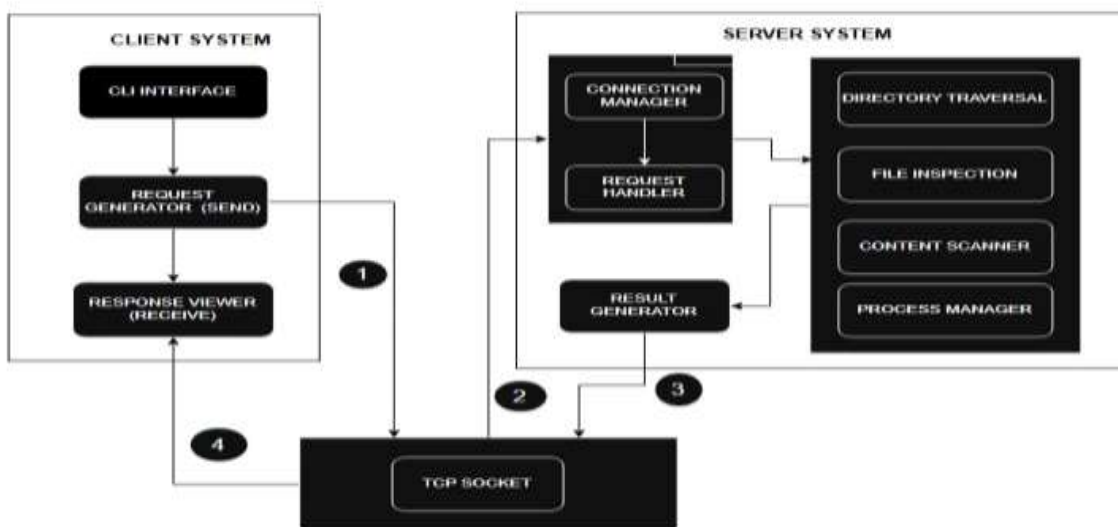 CLIENT SYSTEM
CLI INTERFACE
REQUEST
GENERATOR (SEND)
RESPONSE VIEWER
(RECEIVE)
1
4
SERVER SYSTEM
CONNECTION
MANAGER
REQUEST
HANDLER
DIRECTORY TRAVERSAL
FILE INSPECTION
CONTENT SCANNER
PROCESS MANAGER
RESULT
GENERATOR
2
3
TCP SOCKET